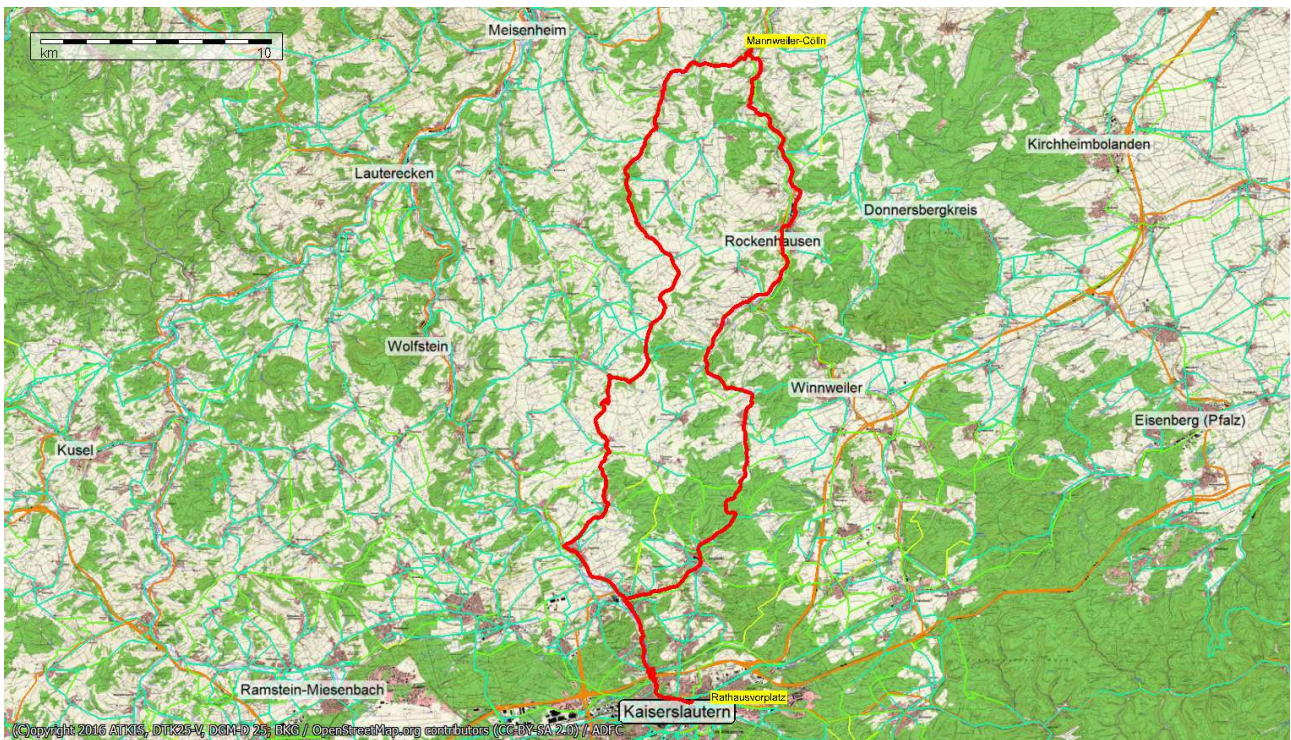 Meisenheim
Mannweiler-Cölln
km 10
Kirchheimbolanden
Lauterecken
Donnersbergkreis
Rockenhausen
Wolfstein
Winnweiler
Kusel
Eisenberg (Pfalz)
Ramstein-Miesenbach
Rathausvorplatz
Kaiserslautern
(C)opyright 2016 ATKIS, DTK25-V, DGM-D 25; BKG / OpenStreetMap.org contributors (CC-BY-SA 2.0) / ADFC